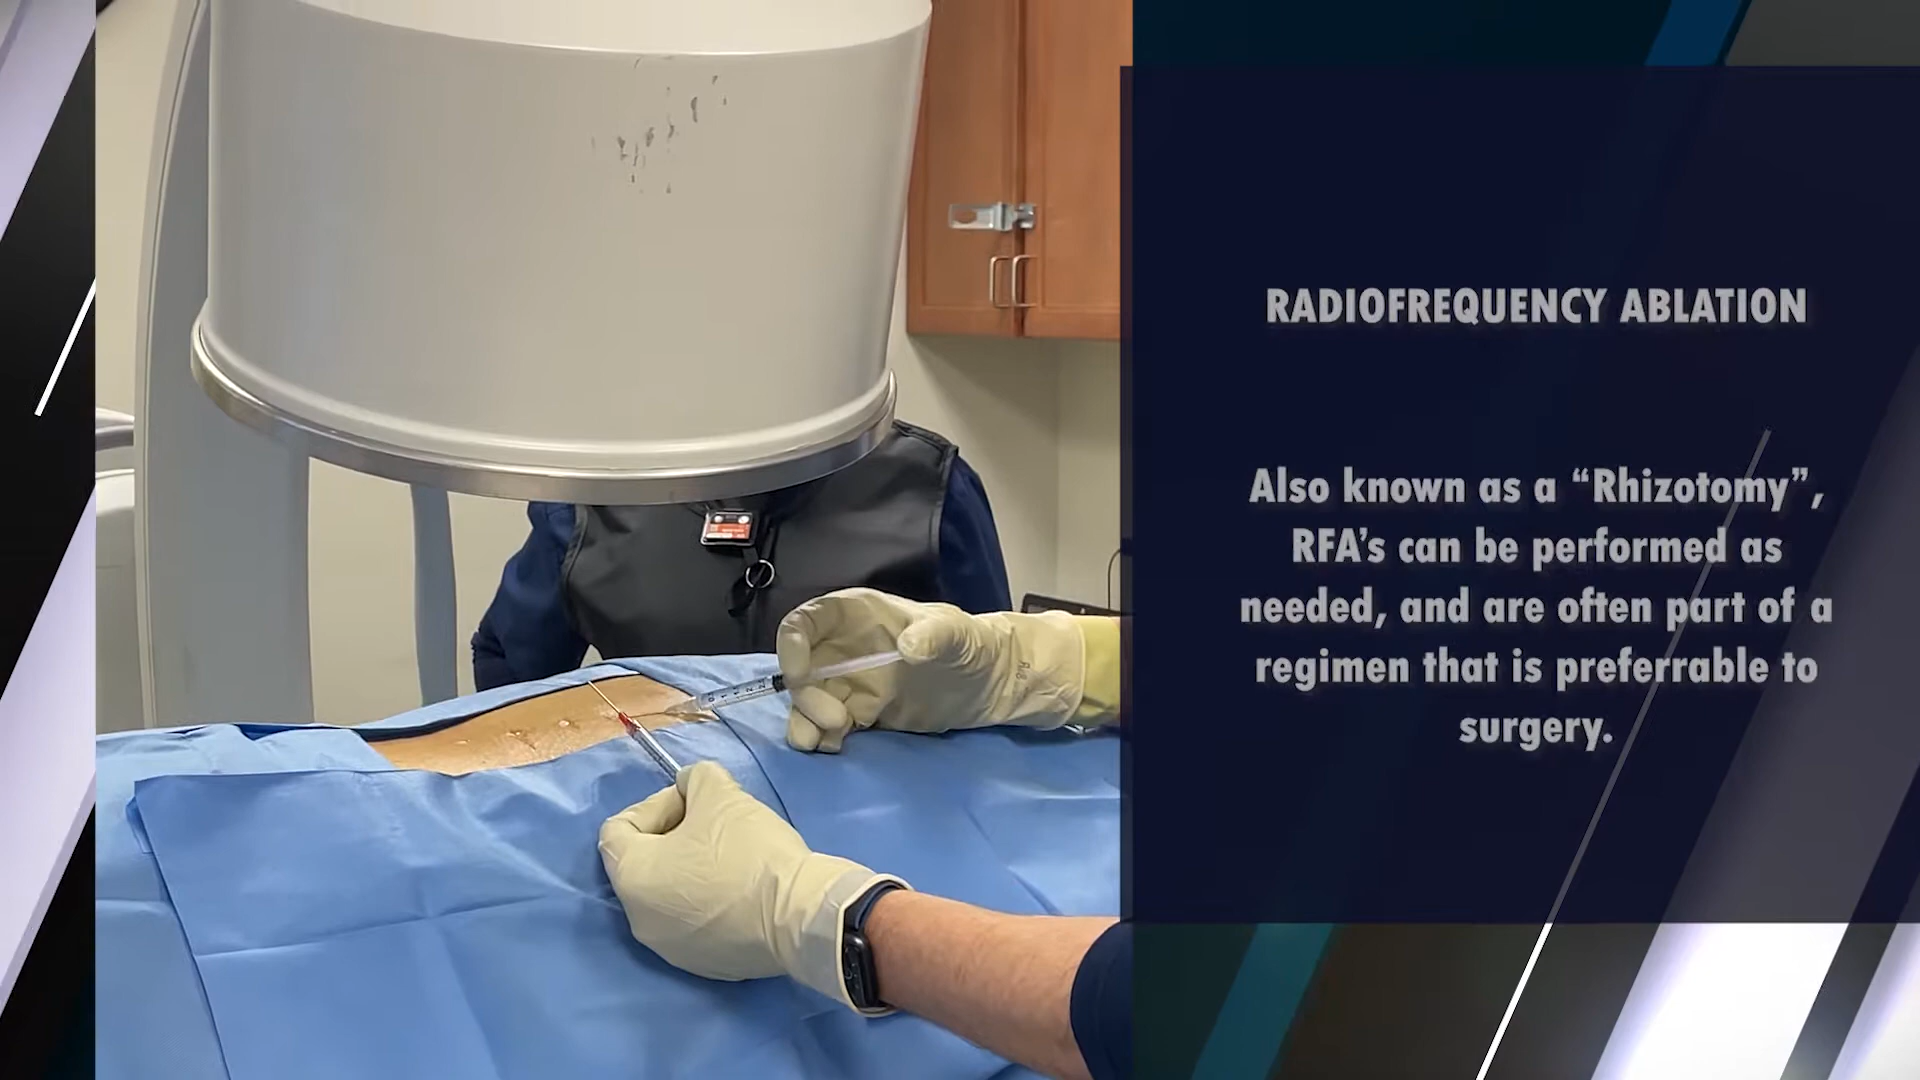 RADIOFREQUENCY ABLATION
Also known as a “Rhizotomy”,
RFA’s can be performed as
needed, and are often part of a
regimen that is preferrable to
surgery.